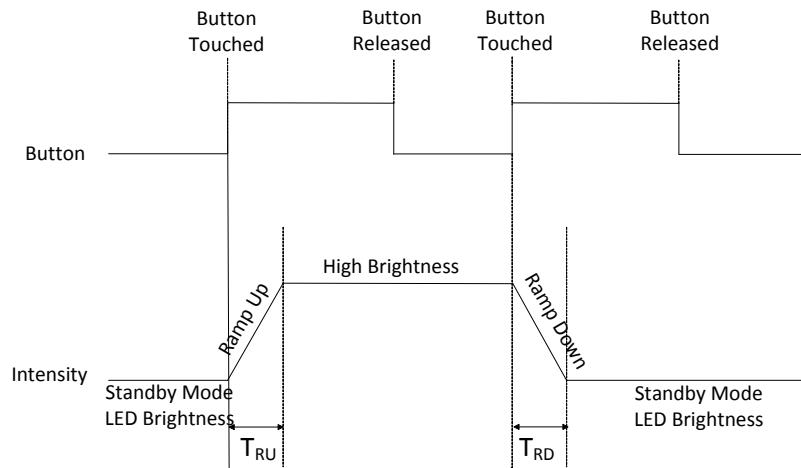 Button
Touched
Button
Released
Button
Touched
Button
Released
Button
High Brightness
Ramp Up
Ramp Down
Intensity
Standby Mode
LED Brightness
Standby Mode
LED Brightness
TRU
TRD